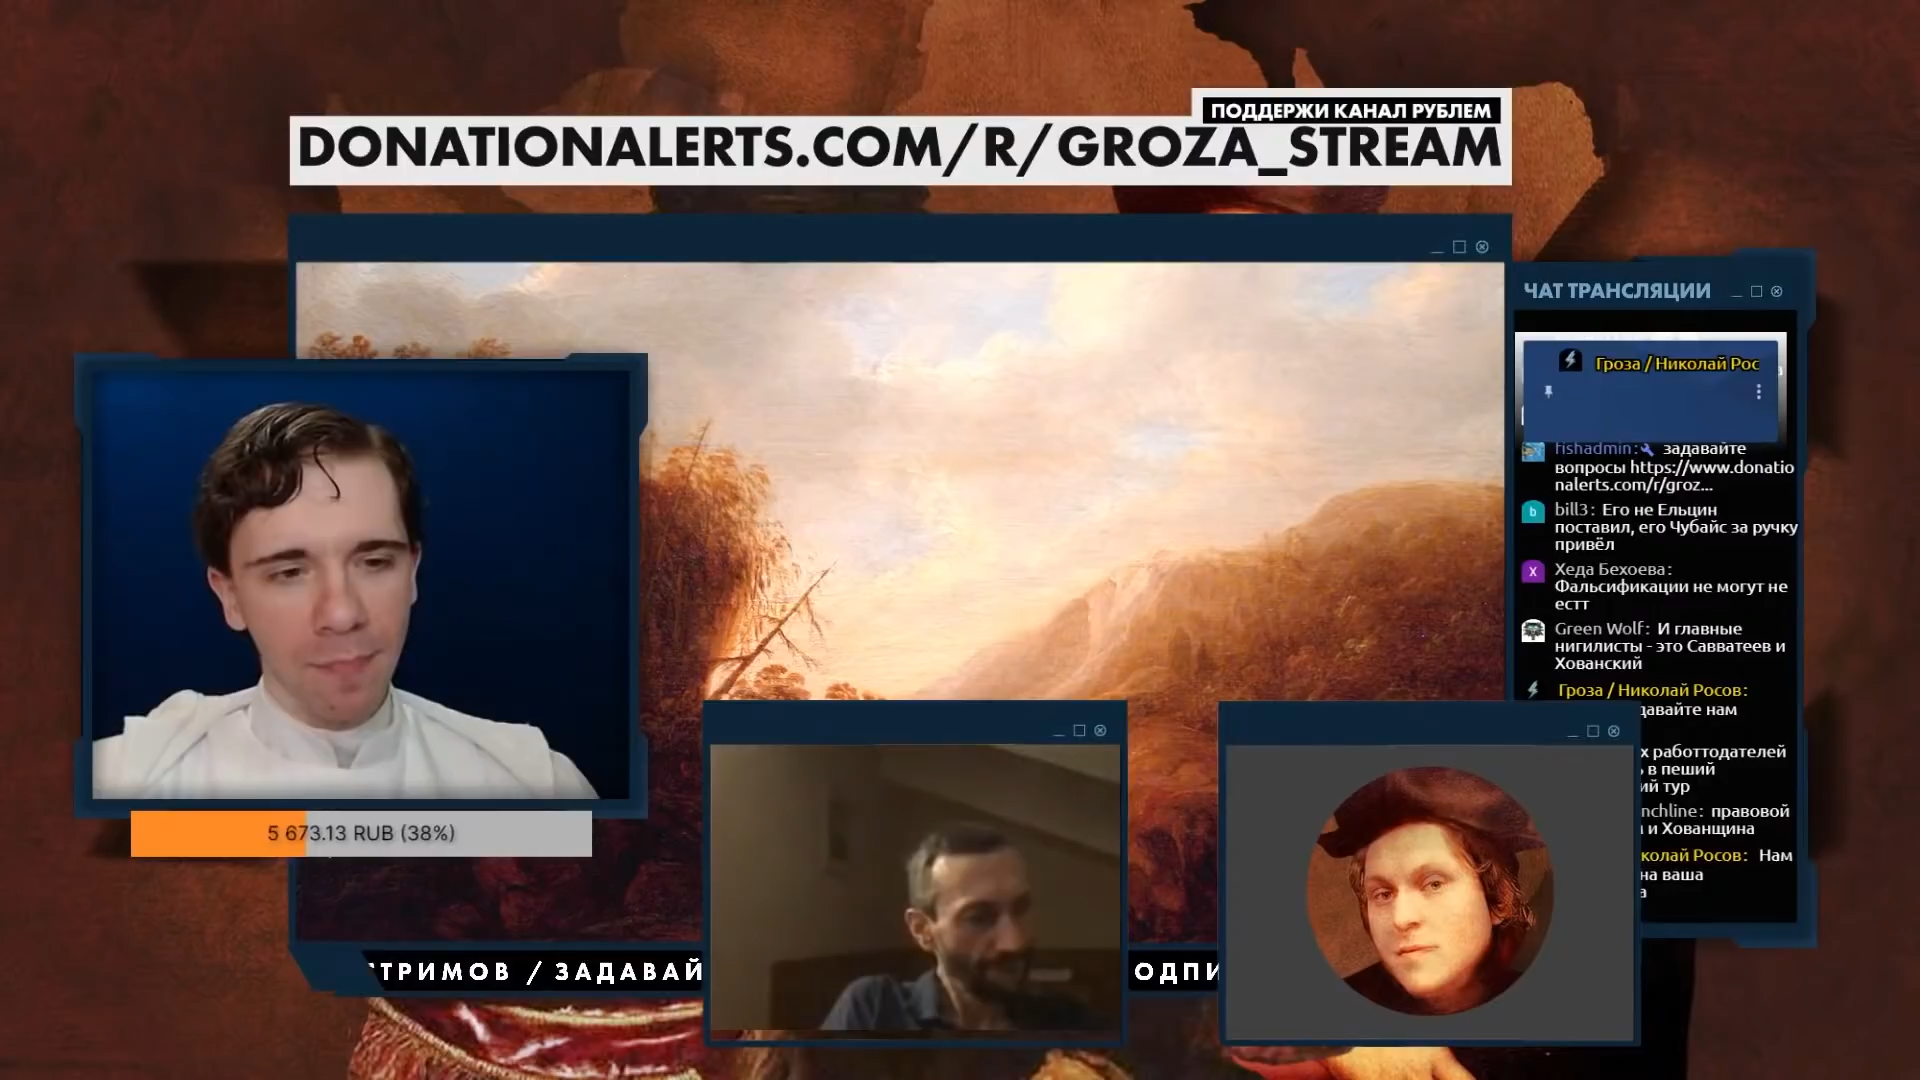 ПОДДЕРЖИ КАНАЛ РУБЛЕМ
DONATIONALERTS.COM/R/GROZA_STREAM
ЧАТ ТРАНСЛЯЦИИ
Гроза / Николай Рос
fishadmin: задавайте
вопросы https://www.donatio
nalerts.com/r/groz...
b
bill3: Его не Ельцин
поставил, его Чубайс за ручку
привёл
X
Хеда Бехоева:
Фальсификации не могут не
естт
Green Wolf: И главные
нигилисты - это Савватеев и
Хованский
Гроза / Николай Росов:
давайте нам
х работтодателей
в пеший
ий тур
nchline: правовой
и Хованщина
колай Росов: Нам
на ваша
а
5 673.13 RUB (38%)
ТРИМОВ / ЗАДАВАЙ
ОДПИ